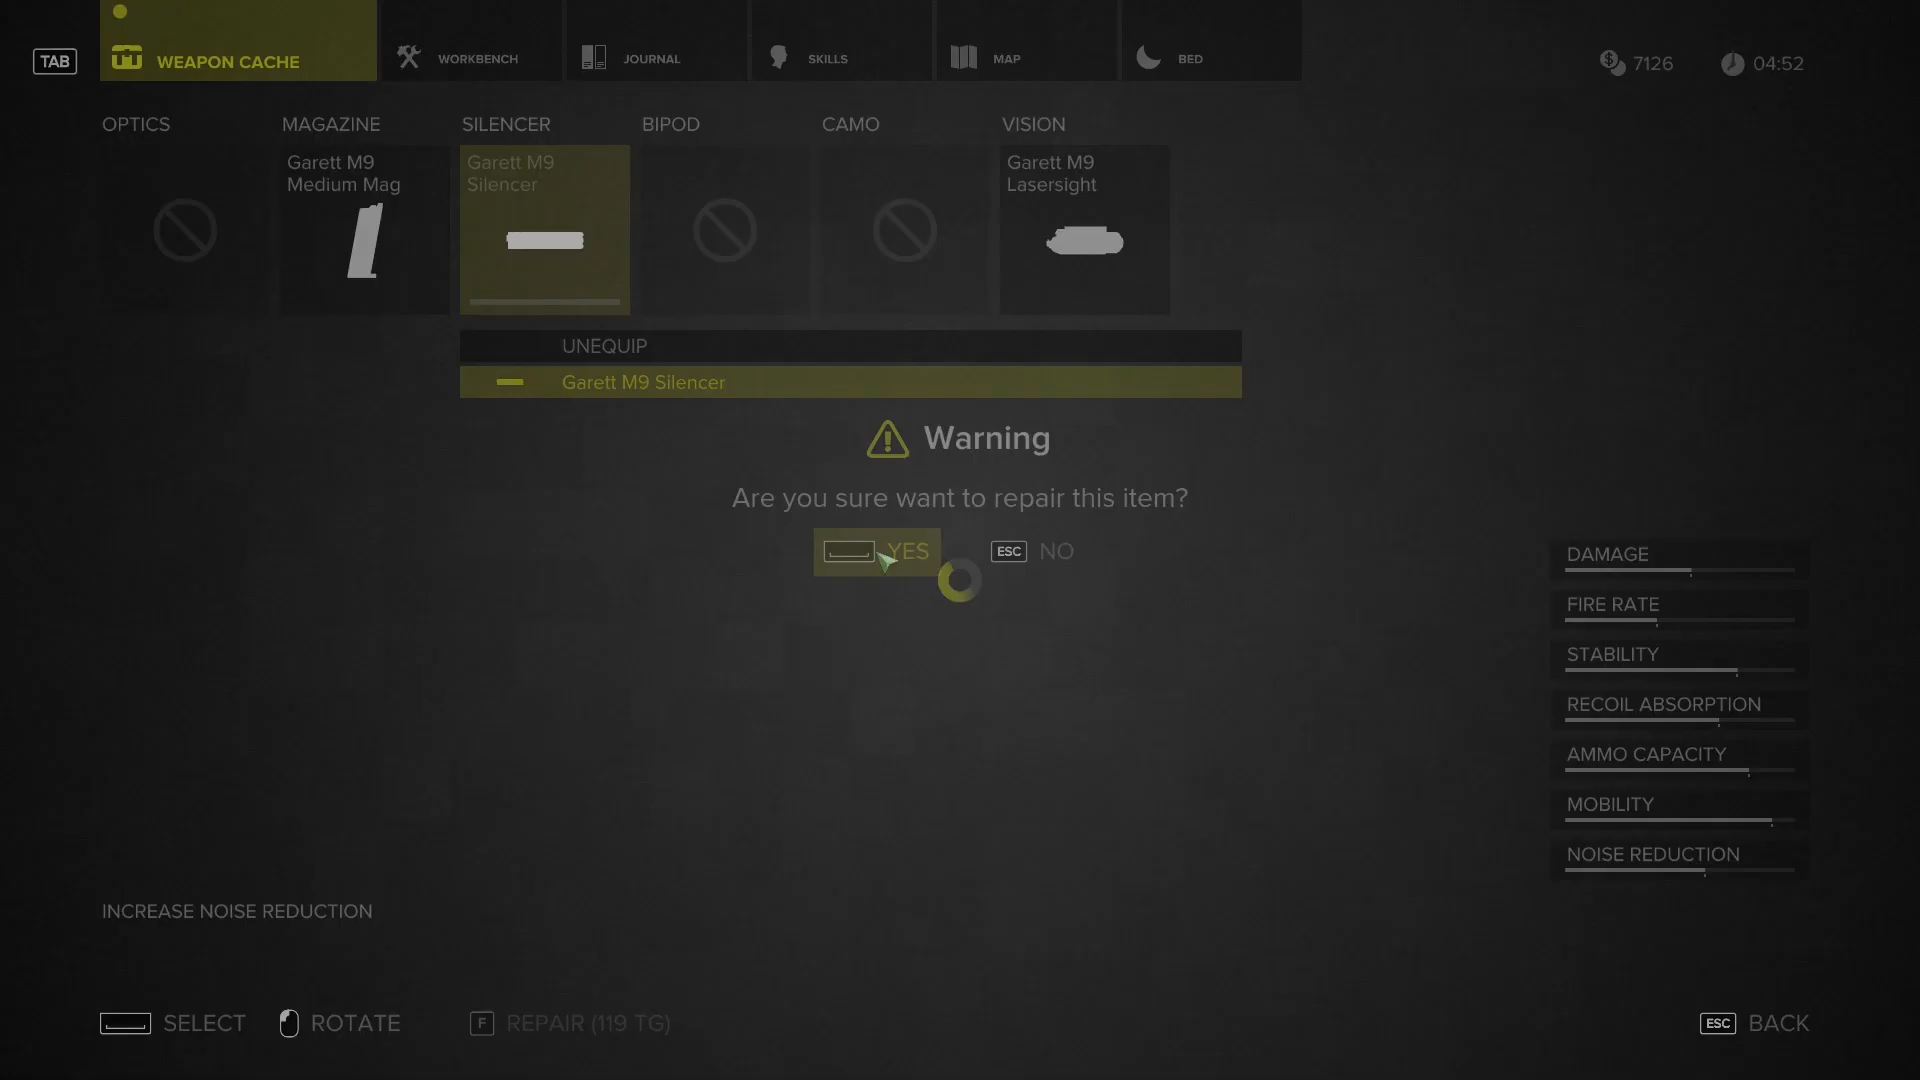 TAB
WEAPON CACHE
WORKBENCH
JOURNAL
SKILLS
MAP
BED
7126
04:52
OPTICS
MAGAZINE
SILENCER
BIPOD
CAMO
VISION
Garett M9
Medium Mag
Garett M9
Silencer
Garett M9
Lasersight
UNEQUIP
Garett M9 Silencer
Warning
Are you sure want to repair this item?
YES
ESC NO
DAMAGE
FIRE RATE
STABILITY
RECOIL ABSORPTION
AMMO CAPACITY
MOBILITY
NOISE REDUCTION
INCREASE NOISE REDUCTION
SELECT
ROTATE
F REPAIR (119 TG)
ESC BACK